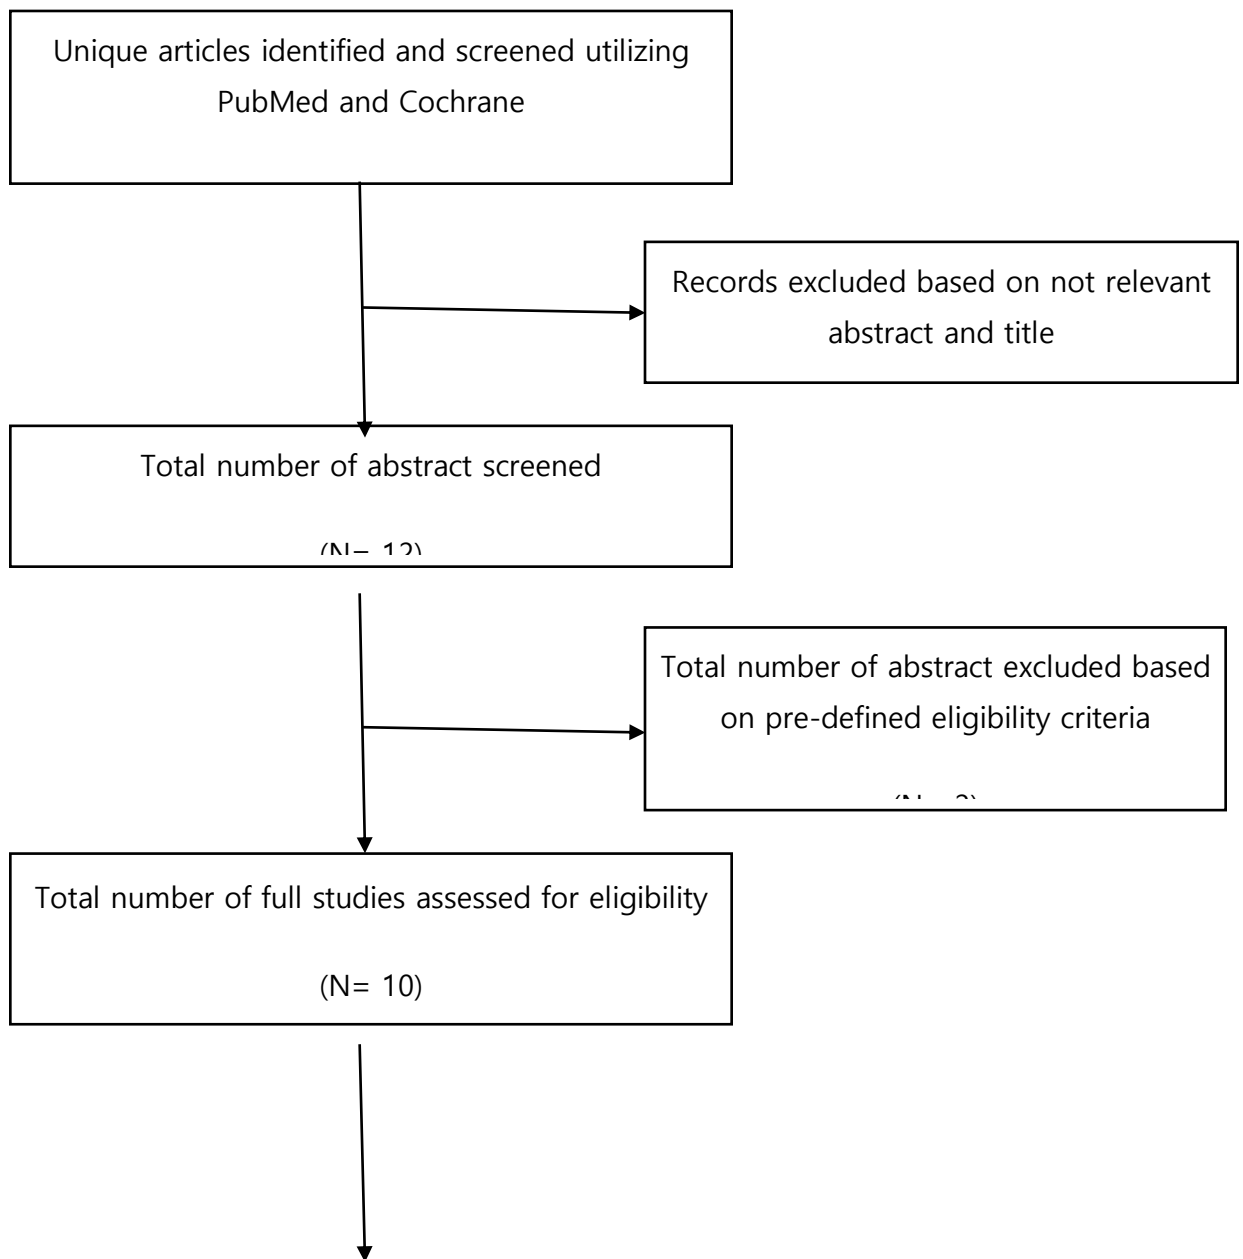 Unique articles identified and screened utilizing
PubMed and Cochrane
Records excluded based on not relevant
abstract and title
Total number of abstract screened
(N= 12)
Total number of abstract excluded based
on pre-defined eligibility criteria
Total number of full studies assessed for eligibility
(N= 10)